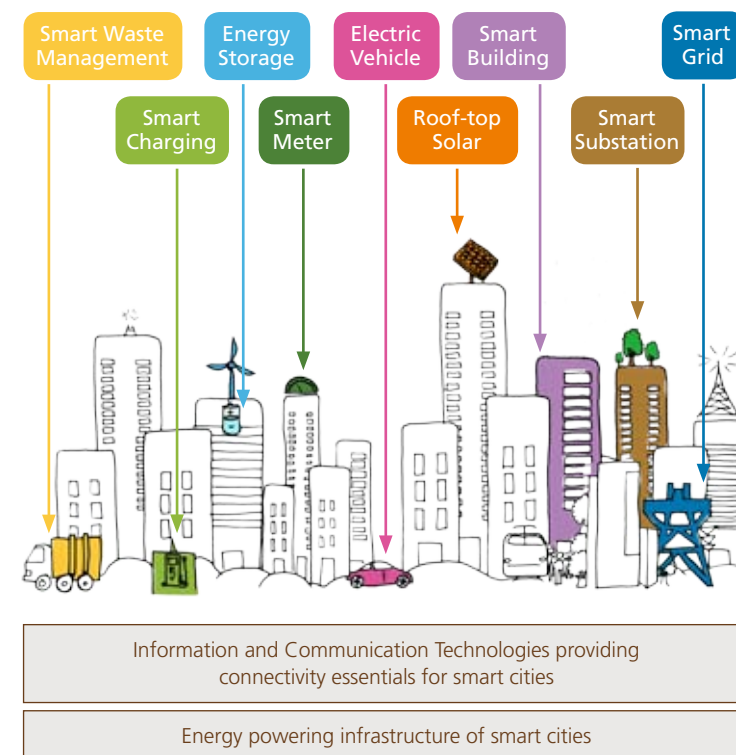 Smart Waste
Management
Energy
Storage
Electric
Vehicle
Smart
Building
Smart
Grid
Smart
Charging
Smart
Meter
Roof-top
Solar
Smart
Substation
Information and Communication Technologies providing
connectivity essentials for smart cities
Energy powering infrastructure of smart cities